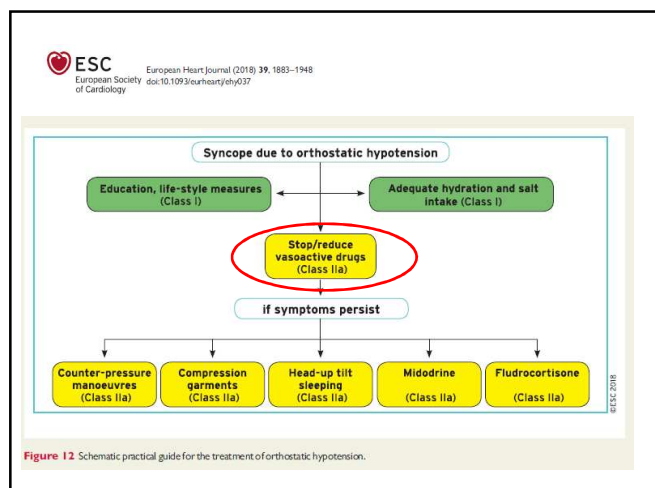 ESC
European Society
of Cardiology
European Heart Journal (2018) 39, 1883–1948
doi:10.1093/eurheartj/ehy037
Syncope due to orthostatic hypotension
Education, life-style measures
(Class I)
Adequate hydration and salt
intake (Class I)
Stop/reduce
vasoactive drugs
(Class IIa)
if symptoms persist
Counter-pressure
manoeuvres
(Class IIa)
Compression
garments
(Class IIa)
Head-up tilt
sleeping
(Class IIa)
Midodrine
(Class IIa)
Fludrocortisone
(Class IIa)
©ESC 2018
Figure 12 Schematic practical guide for the treatment of orthostatic hypotension.